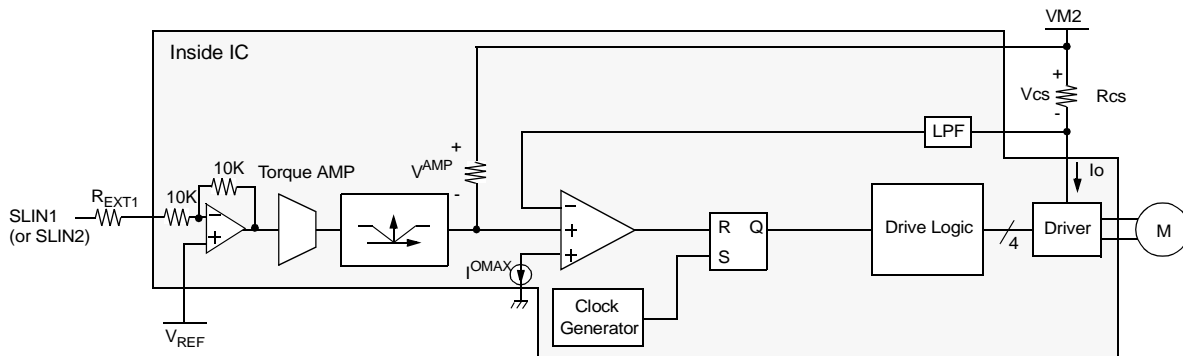 VM2
Inside IC
+
Vcs
-
Rcs
LPF
+
V^AMP
-
Io
10K
10K
Torque AMP
R_EXT1
SLIN1
(or SLIN2)
-
+
V_REF
-
+
+
I^OMAX
R Q
S
Clock
Generator
Drive Logic
4
Driver
M